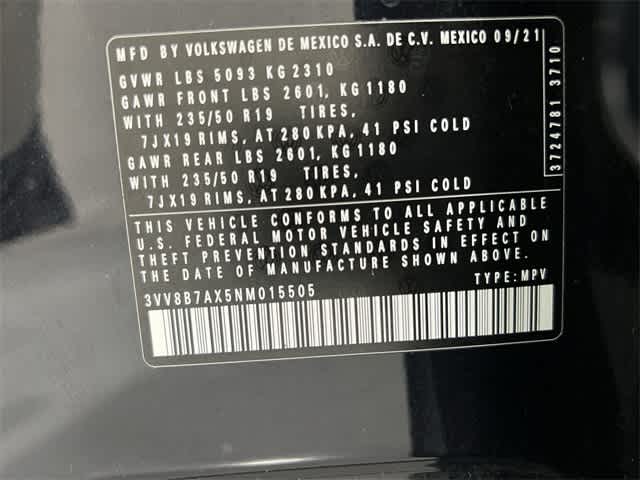 MFD BY VOLKSWAGEN DE MEXICO S.A. DE C.V. MEXICO 09/21
GVWR LBS 5093 KG 2310
GAWR FRONT LBS 2601, KG 1180
WITH 235/50 R19 TIRES,
7JX19 RIMS, AT 280 KPA, 41 PSI COLD
GAWR REAR LBS 2601, KG 1180
WITH 235/50 R19 TIRES,
7JX19 RIMS, AT 280 KPA, 41 PSI COLD
3724781 3710
THIS VEHICLE CONFORMS TO ALL APPLICABLE
U.S. FEDERAL MOTOR VEHICLE SAFETY AND
THEFT PREVENTION STANDARDS IN EFFECT ON
THE DATE OF MANUFACTURE SHOWN ABOVE.
3VV8B7AX5NM015505 TYPE: MPV